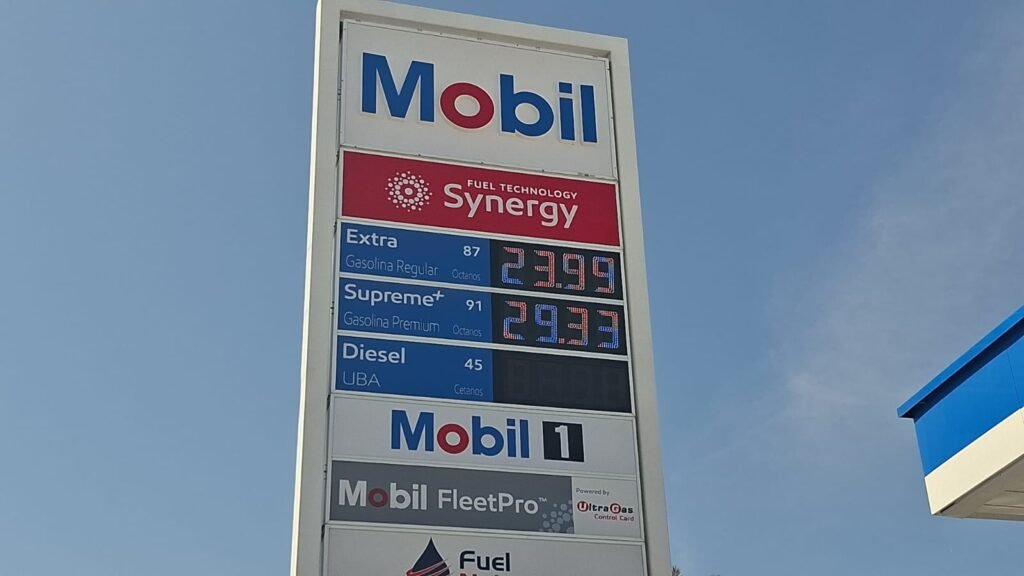 Mobil
FUEL TECHNOLOGY
Synergy
Extra 87 23.99
Gasolina Regular Octanos
Supreme+ 91 29.33
Gasolina Premium Octanos
Diesel 45
UBA Cetanos
Mobil 1
Mobil FleetPro™ Powered by
UltraGas
Control Card
Fuel